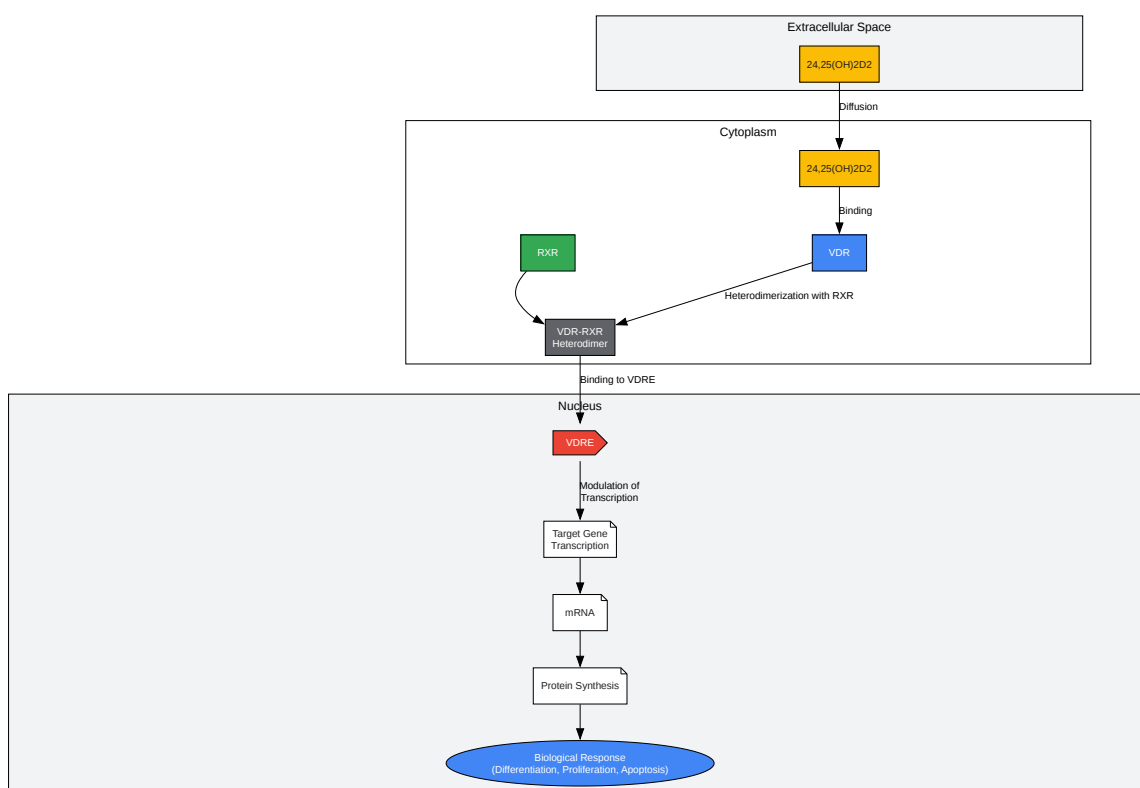 Extracellular Space
24,25(OH)2D2
Diffusion
Cytoplasm
24,25(OH)2D2
Binding
RXR
VDR
Heterodimerization with RXR
VDR-RXR
Heterodimer
Binding to VDRE
Nucleus
VDRE
Modulation of
Transcription
Target Gene
Transcription
mRNA
Protein Synthesis
Biological Response
(Differentiation, Proliferation, Apoptosis)